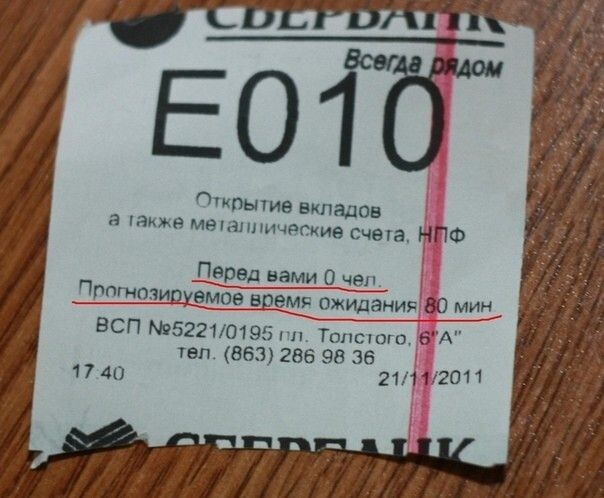 СБЕРБАНК
Всегда рядом
E010
Открытие вкладов
а также металлические счета, НПФ
Перед вами 0 чел.
Прогнозируемое время ожидания 80 мин.
ВСП №5221/0195 пл. Толстого, 6"А"
тел. (863) 286 98 36
17:40 21/11/2011
СБЕРБАНК